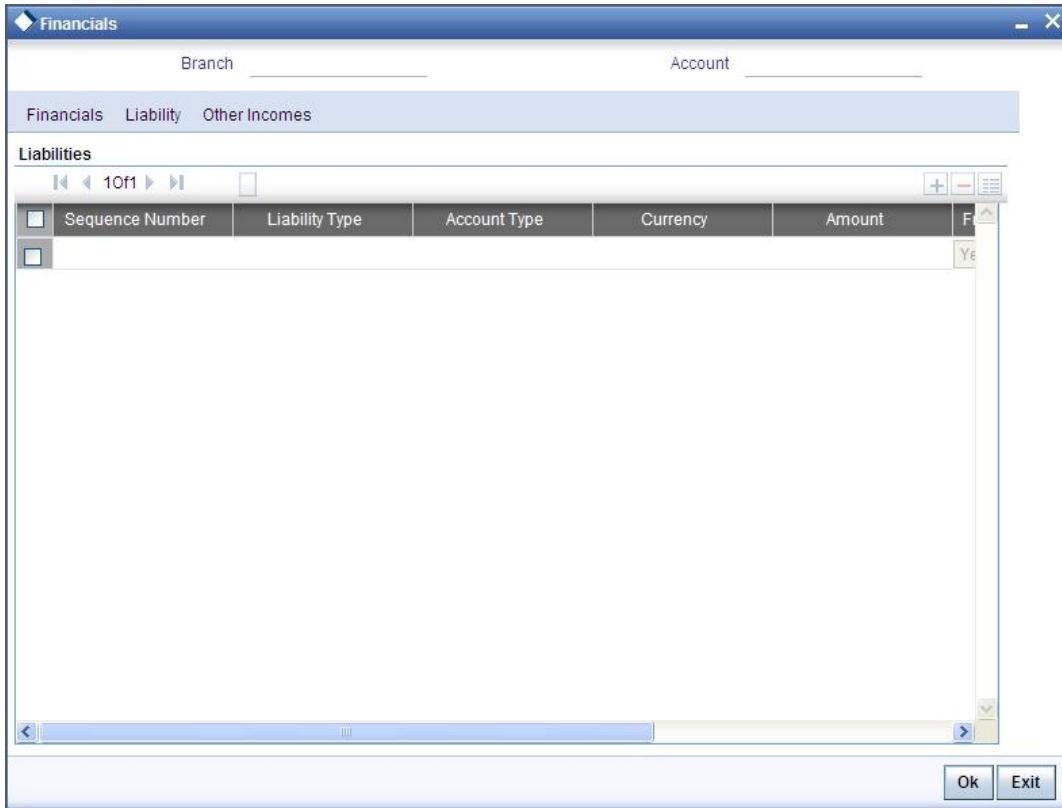 Financials
Branch Account
Financials Liability Other Incomes
Liabilities
1Of1
Sequence Number Liability Type Account Type Currency Amount
Ok Exit